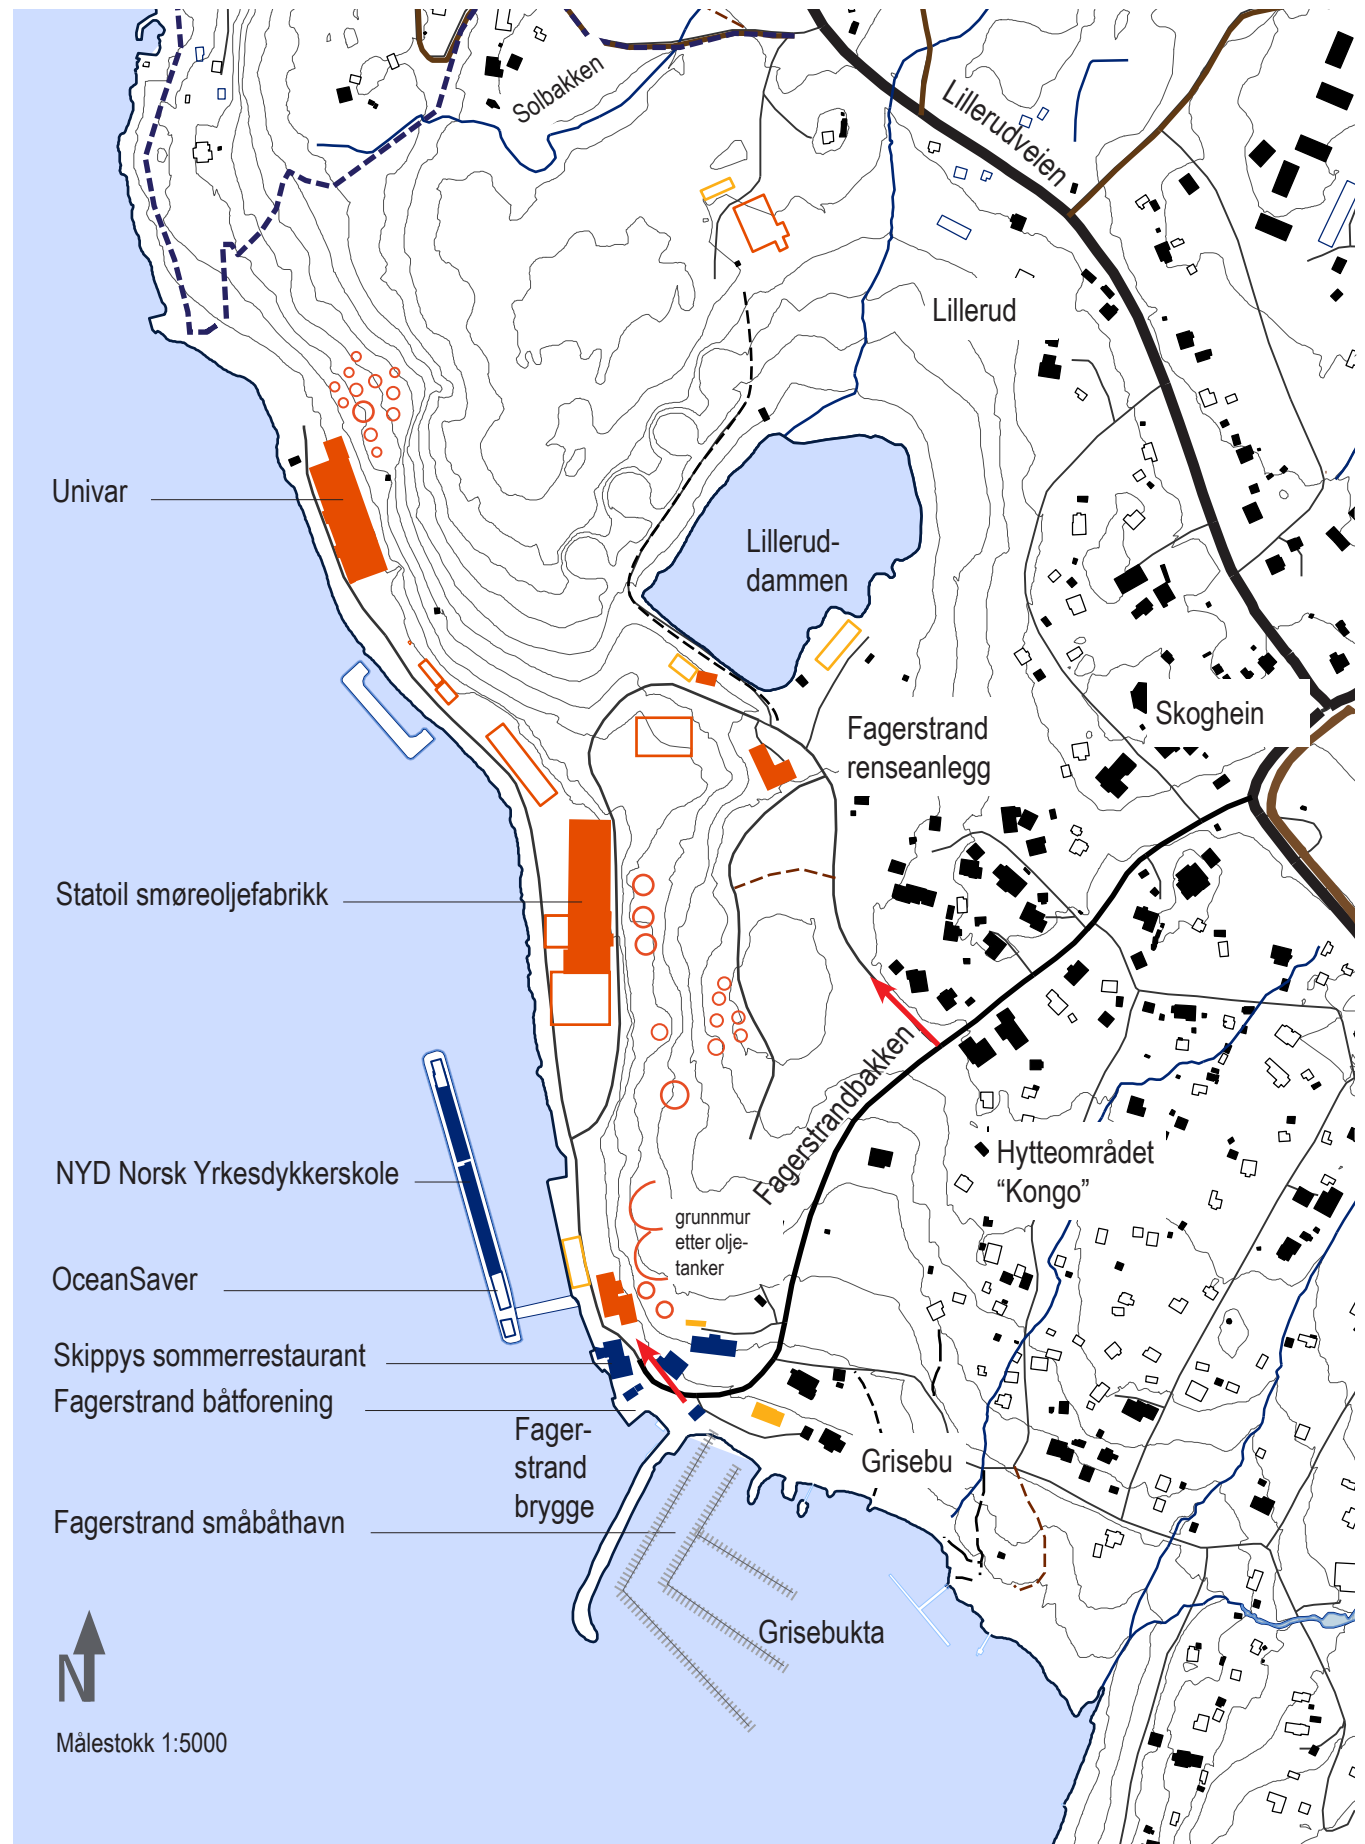 Solbakken
Lillerudveien
Lillerud
Univar
Lillerud-
dammen
Fagerstrand
renseanlegg
Skoghein
Statoil smøreoljefabrikk
Fagerstrandbakken
Hytteområdet
“Kongo”
NYD Norsk Yrkesdykkerskole
grunnmur
etter olje-
tanker
OceanSaver
Skippys sommerrestaurant
Fagerstrand båtforening
Fager-
strand
brygge
Grisebu
Fagerstrand småbåthavn
Grisebukta
N
Målestokk 1:5000